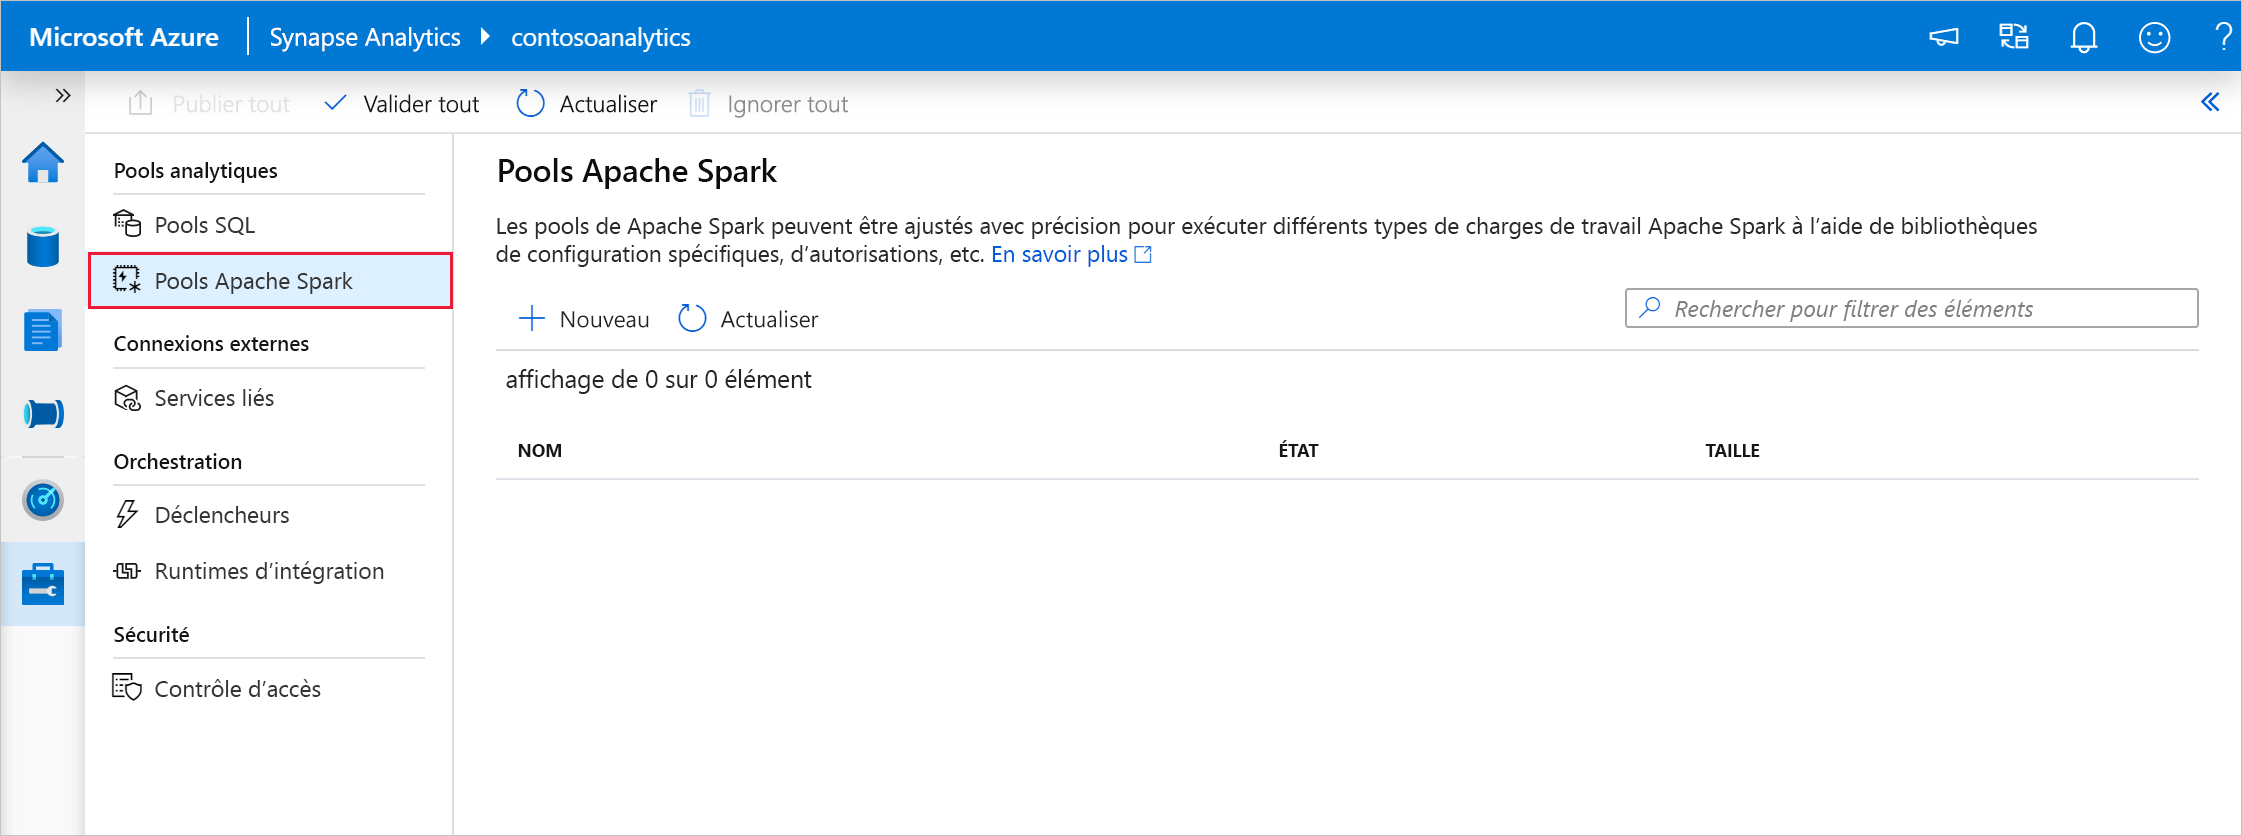 Microsoft Azure
Synapse Analytics
contosoanalytics
Publier tout
Valider tout
Actualiser
Ignorer tout
Pools analytiques
Pools SQL
Pools Apache Spark
Connexions externes
Services liés
Orchestration
Déclencheurs
Runtimes d’intégration
Sécurité
Contrôle d’accès
Pools Apache Spark
Les pools de Apache Spark peuvent être ajustés avec précision pour exécuter différents types de charges de travail Apache Spark à l’aide de bibliothèques
de configuration spécifiques, d’autorisations, etc. En savoir plus
Nouveau
Actualiser
Rechercher pour filtrer des éléments
affichage de 0 sur 0 élément
NOM
ÉTAT
TAILLE